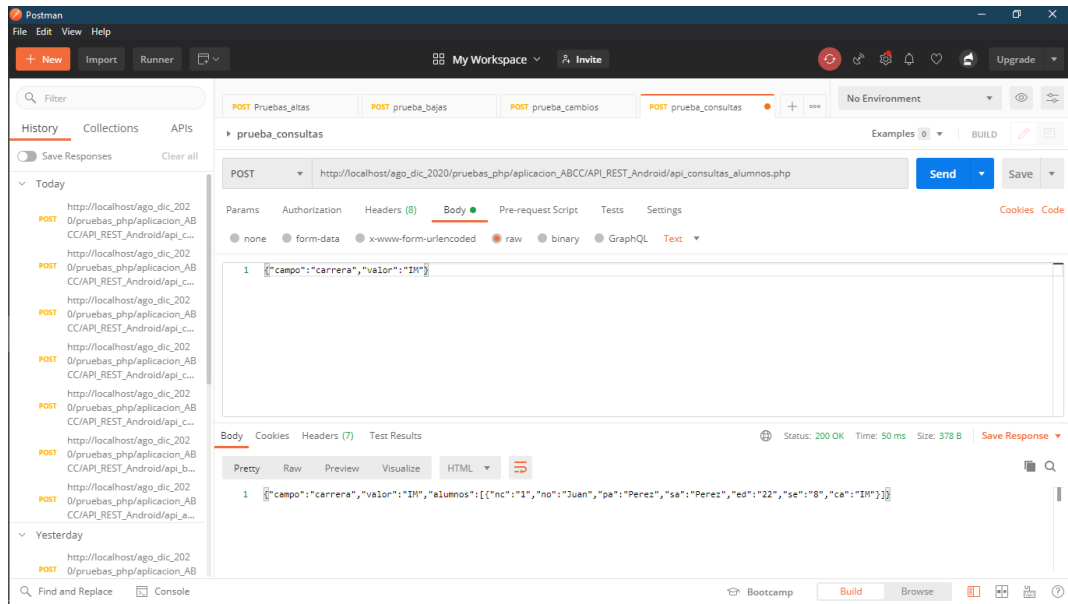 Postman
File Edit View Help
+ New Import Runner My Workspace Invite Upgrade
Filter
History Collections APIs
Save Responses Clear all
Today
POST http://localhost/ago_dic_202
0/pruebas_php/aplicacion_AB
CC/API_REST_Android/api_c...
POST http://localhost/ago_dic_202
0/pruebas_php/aplicacion_AB
CC/API_REST_Android/api_c...
POST http://localhost/ago_dic_202
0/pruebas_php/aplicacion_AB
CC/API_REST_Android/api_c...
POST http://localhost/ago_dic_202
0/pruebas_php/aplicacion_AB
CC/API_REST_Android/api_c...
POST http://localhost/ago_dic_202
0/pruebas_php/aplicacion_AB
CC/API_REST_Android/api_c...
POST http://localhost/ago_dic_202
0/pruebas_php/aplicacion_AB
CC/API_REST_Android/api_b...
POST http://localhost/ago_dic_202
0/pruebas_php/aplicacion_AB
CC/API_REST_Android/api_a...
Yesterday
POST http://localhost/ago_dic_202
0/pruebas_php/aplicacion_AB
POST Pruebas_altas POST prueba_bajas POST prueba_cambios POST prueba_consultas + ooo No Environment
prueba_consultas Examples 0 BUILD
POST http://localhost/ago_dic_2020/pruebas_php/aplicacion_ABCC/API_REST_Android/api_consultas_alumnos.php Send Save
Params Authorization Headers (8) Body Pre-request Script Tests Settings Cookies Code
none form-data x-www-form-urlencoded raw binary GraphQL Text
1 {"campo":"carrera","valor":"IM"}
Body Cookies Headers (7) Test Results Status: 200 OK Time: 50 ms Size: 378 B Save Response
Pretty Raw Preview Visualize HTML
1 {"campo":"carrera","valor":"IM","alumnos":[{"nc":"1","no":"Juan","pa":"Perez","sa":"Perez","ed":"22","se":"8","ca":"IM"}]}
Find and Replace Console Bootcamp Build Browse